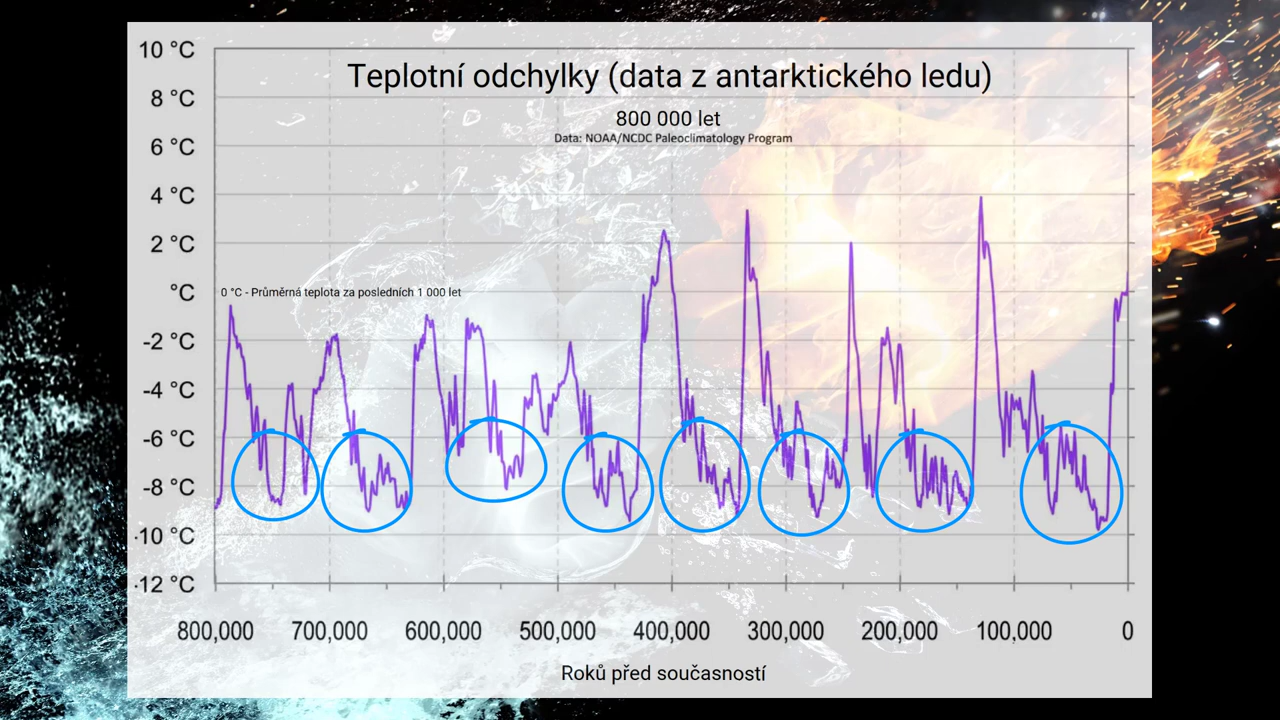 Teplotní odchylky (data z antarktického ledu)
800 000 let
Data: NOAA/NCDC Paleoclimatology Program
10 °C
8 °C
6 °C
4 °C
2 °C
°C
0 °C - Průměrná teplota za posledních 1 000 let
-2 °C
-4 °C
-6 °C
-8 °C
-10 °C
-12 °C
800,000 700,000 600,000 500,000 400,000 300,000 200,000 100,000 0
Roků před současností